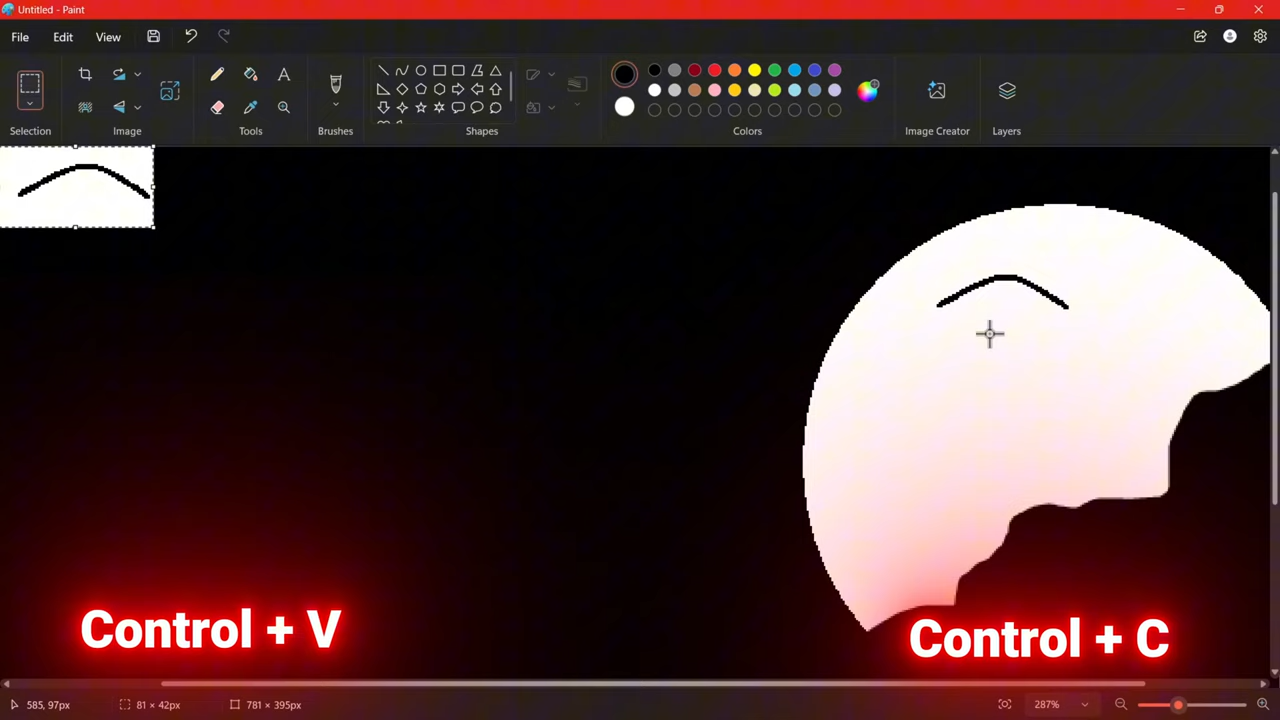 Untitled - Paint
File Edit View
Selection Image Tools Brushes Shapes Colors Image Creator Layers
Control + V
Control + C
585, 97px 81 × 42px 781 × 395px 287%